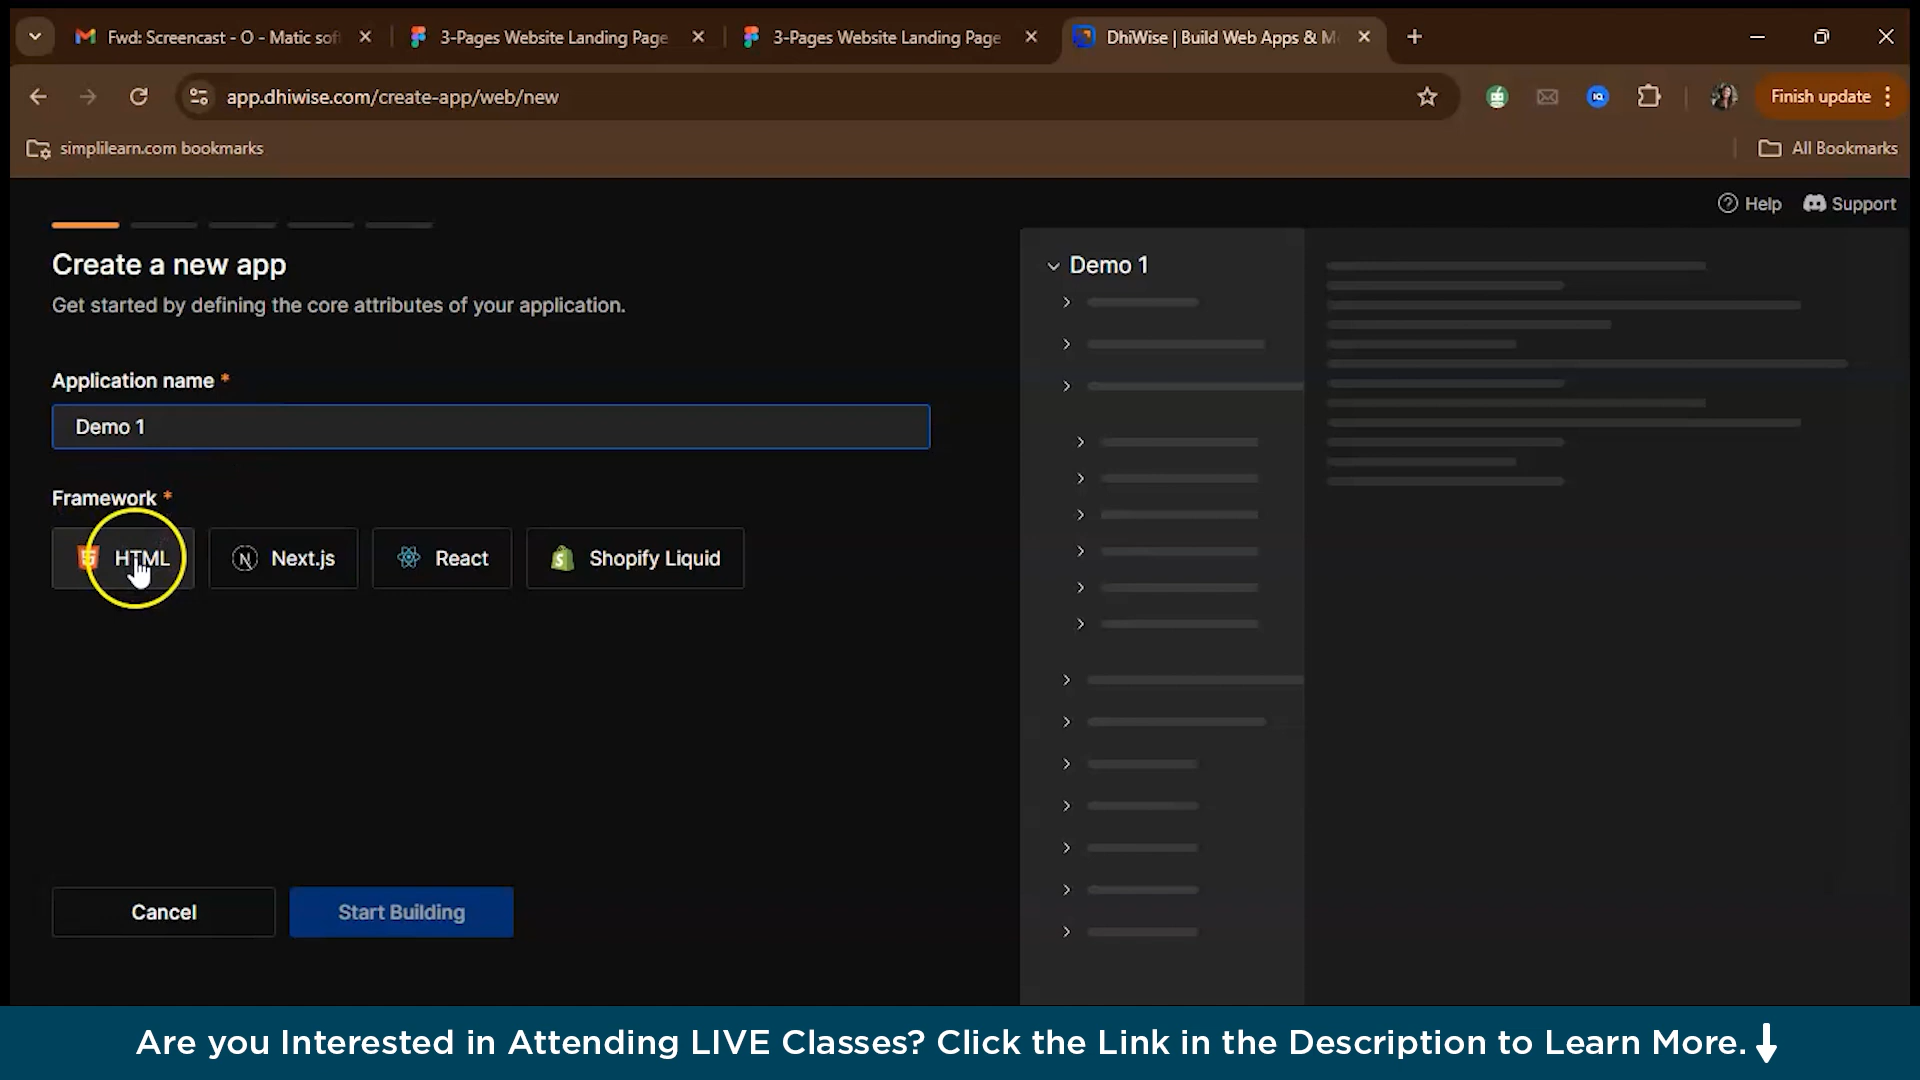 Fwd: Screencast - O - Matic sof
3-Pages Website Landing Page
3-Pages Website Landing Page
DhiWise | Build Web Apps & M
app.dhiwise.com/create-app/web/new
Finish update
simplilearn.com bookmarks
All Bookmarks
Help
Support
Create a new app
Get started by defining the core attributes of your application.
Application name *
Demo 1
Framework *
HTML
Next.js
React
Shopify Liquid
Cancel
Start Building
Demo 1
Are you Interested in Attending LIVE Classes? Click the Link in the Description to Learn More.